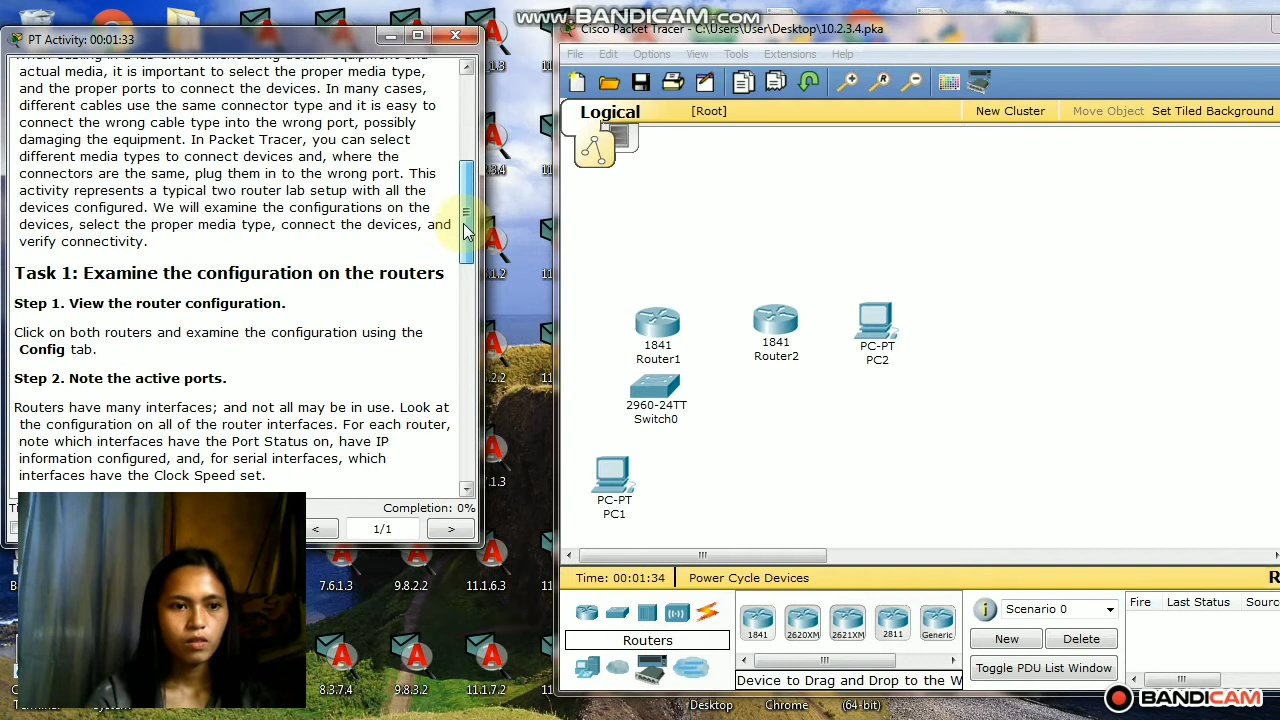 www.BANDICAM.com
PT Activity: 00:01:33
actual media, it is important to select the proper media type,
and the proper ports to connect the devices. In many cases,
different cables use the same connector type and it is easy to
connect the wrong cable type into the wrong port, possibly
damaging the equipment. In Packet Tracer, you can select
different media types to connect devices and, where the
connectors are the same, plug them in to the wrong port. This
activity represents a typical two router lab setup with all the
devices configured. We will examine the configurations on the
devices, select the proper media type, connect the devices, and
verify connectivity.
Task 1: Examine the configuration on the routers
Step 1. View the router configuration.
Click on both routers and examine the configuration using the
Config tab.
Step 2. Note the active ports.
Routers have many interfaces; and not all may be in use. Look at
the configuration on all of the router interfaces. For each router,
note which interfaces have the Port Status on, have IP
information configured, and, for serial interfaces, which
interfaces have the Clock Speed set.
Completion: 0%
< 1/1 >
7.6.1.3 9.8.2.2 11.1.6.3
8.3.7.4 9.8.3.2 11.1.7.2
Desktop Chrome (64-bit)
Cisco Packet Tracer - C:\Users\User\Desktop\10.2.3.4.pka
File Edit Options View Tools Extensions Help
Logical [Root] New Cluster Move Object Set Tiled Background
1841
Router1
1841
Router2
PC-PT
PC2
2960-24TT
Switch0
PC-PT
PC1
Time: 00:01:34 Power Cycle Devices
Routers
1841 2620XM 2621XM 2811 Generic
Device to Drag and Drop to the W
Scenario 0
New Delete
Toggle PDU List Window
Fire Last Status
BANDICAM